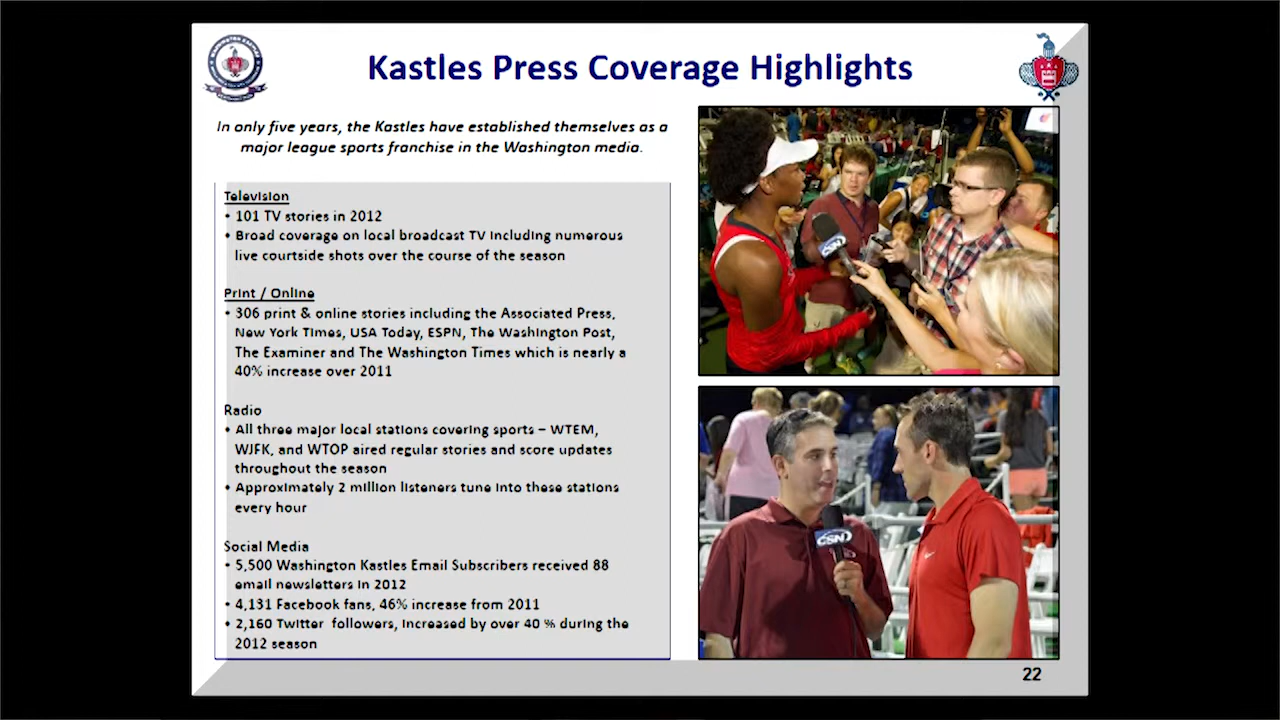 Kastles Press Coverage Highlights
In only five years, the Kastles have established themselves as a
major league sports franchise in the Washington media.
Television
• 101 TV stories in 2012
• Broad coverage on local broadcast TV including numerous
live courtside shots over the course of the season
Print / Online
• 306 print & online stories including the Associated Press,
New York Times, USA Today, ESPN, The Washington Post,
The Examiner and The Washington Times which is nearly a
40% increase over 2011
Radio
• All three major local stations covering sports – WTEM,
WJFK, and WTOP aired regular stories and score updates
throughout the season
• Approximately 2 million listeners tune into these stations
every hour
Social Media
• 5,500 Washington Kastles Email Subscribers received 88
email newsletters in 2012
• 4,131 Facebook fans, 46% increase from 2011
• 2,160 Twitter followers, increased by over 40 % during the
2012 season
CSN
CSN
22